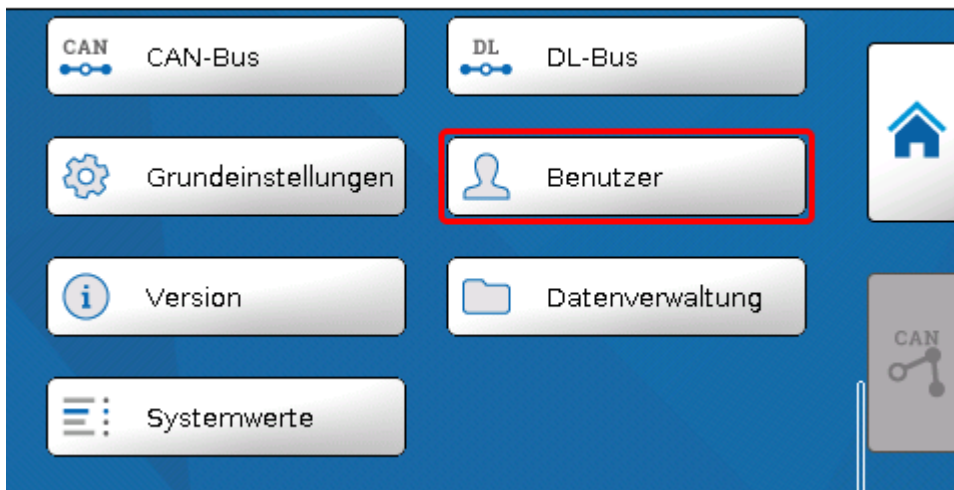 CAN
CAN-Bus
DL
DL-Bus
Grundeinstellungen
Benutzer
i
Version
Datenverwaltung
CAN
Systemwerte